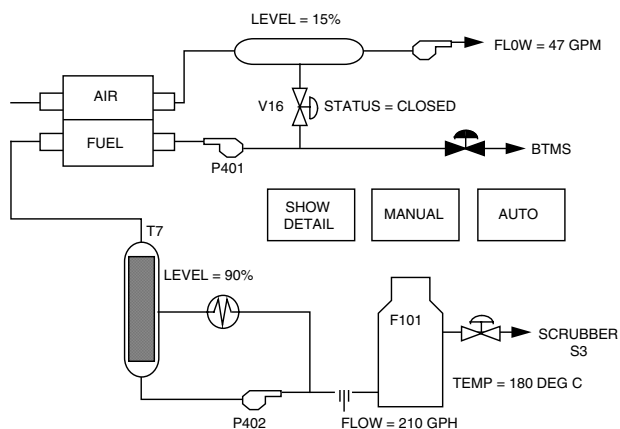 LEVEL = 15%
FL0W = 47 GPM
AIR
V16
STATUS = CLOSED
FUEL
P401
BTMS
SHOW
DETAIL
MANUAL
AUTO
T7
LEVEL = 90%
F101
SCRUBBER
S3
TEMP = 180 DEG C
P402
FLOW = 210 GPH